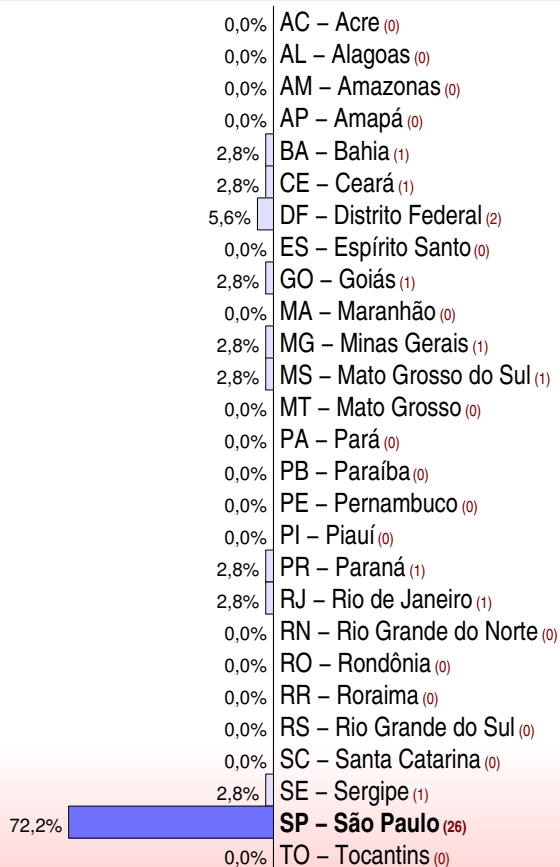 0,0% AC – Acre (0)
0,0% AL – Alagoas (0)
0,0% AM – Amazonas (0)
0,0% AP – Amapá (0)
2,8% BA – Bahia (1)
2,8% CE – Ceará (1)
5,6% DF – Distrito Federal (2)
0,0% ES – Espírito Santo (0)
2,8% GO – Goiás (1)
0,0% MA – Maranhão (0)
2,8% MG – Minas Gerais (1)
2,8% MS – Mato Grosso do Sul (1)
0,0% MT – Mato Grosso (0)
0,0% PA – Pará (0)
0,0% PB – Paraíba (0)
0,0% PE – Pernambuco (0)
0,0% PI – Piauí (0)
2,8% PR – Paraná (1)
2,8% RJ – Rio de Janeiro (1)
0,0% RN – Rio Grande do Norte (0)
0,0% RO – Rondônia (0)
0,0% RR – Roraima (0)
0,0% RS – Rio Grande do Sul (0)
0,0% SC – Santa Catarina (0)
2,8% SE – Sergipe (1)
72,2% SP – São Paulo (26)
0,0% TO – Tocantins (0)